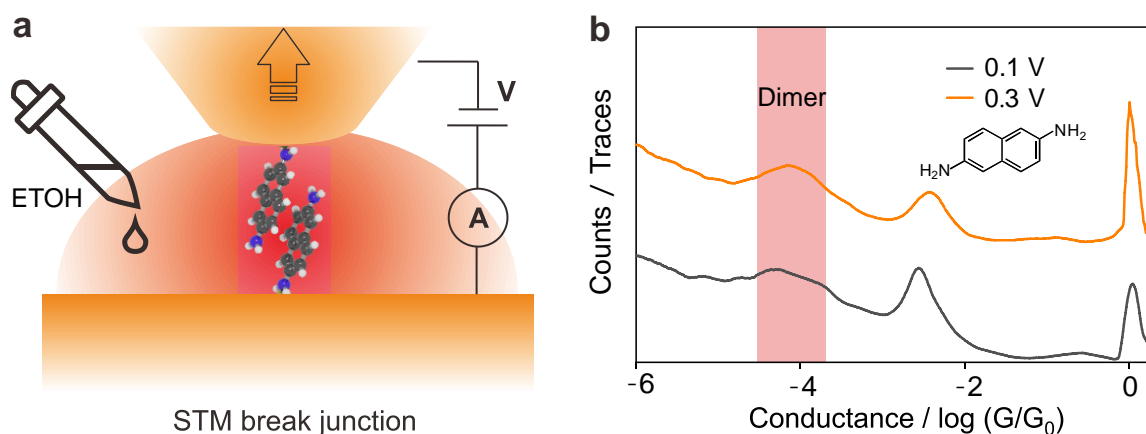 a
V
ETOH
A
STM break junction
b
0.1 V
0.3 V
Dimer
NH₂
H₂N
Counts / Traces
-6
-4
-2
0
Conductance / log (G/G₀)